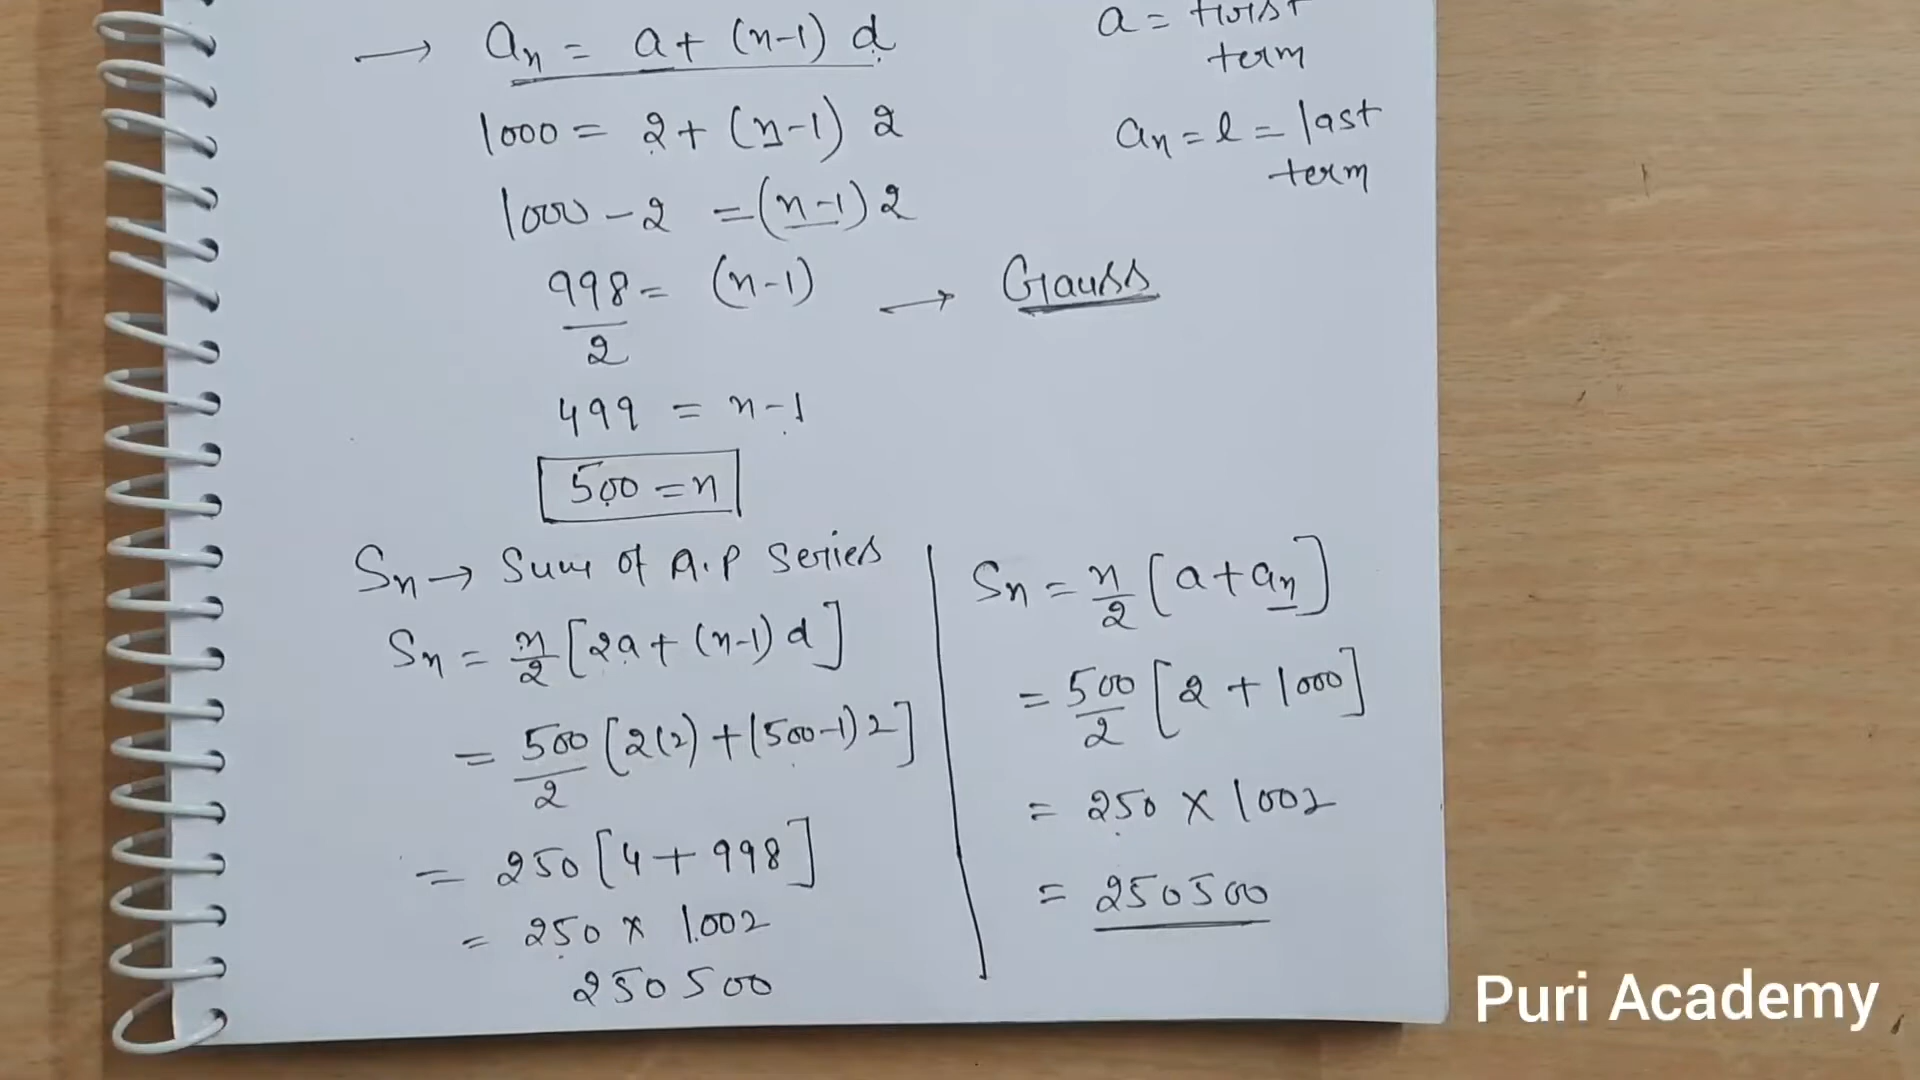 → aₙ = a + (n-1) d
1000 = 2 + (n-1) 2
1000 - 2 = (n-1) 2
998/2 = (n-1)
499 = n-1
500 = n
a = first
term
aₙ = l = last
term
→ Gauss
Sₙ → Sum of A.P Series
Sₙ = n/2 [2a + (n-1) d]
= 500/2 [2(2) + (500-1) 2]
= 250 [4 + 998]
= 250 × 1002
250500
Sₙ = n/2 [a + aₙ]
= 500/2 [2 + 1000]
= 250 × 1002
= 250500
Puri Academy